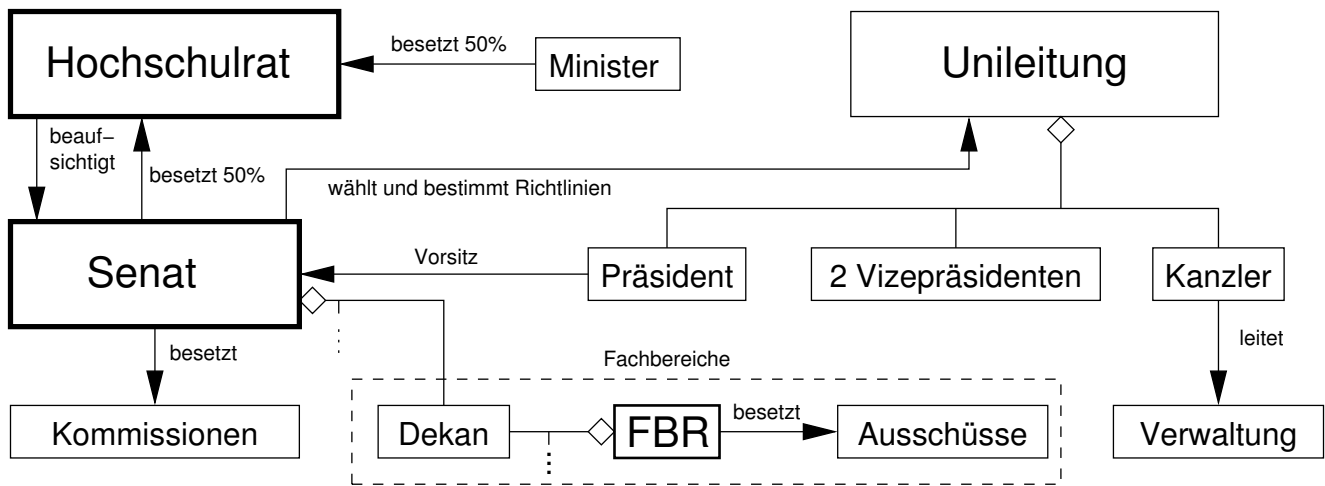 Hochschulrat
besetzt 50%
Minister
Unileitung
beauf–
sichtigt
besetzt 50%
wählt und bestimmt Richtlinien
Senat
Vorsitz
Präsident
2 Vizepräsidenten
Kanzler
besetzt
leitet
Fachbereiche
Kommissionen
Dekan
FBR
besetzt
Ausschüsse
Verwaltung